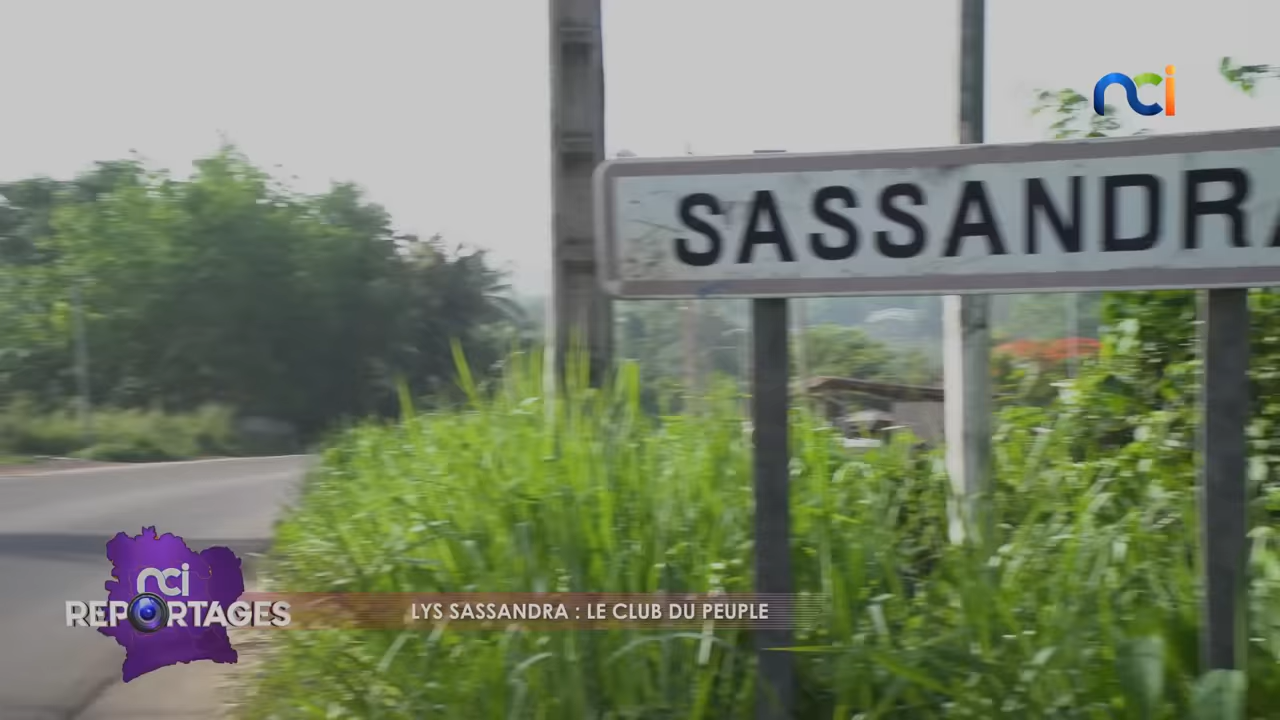 nci
SASSANDRA
nci
REPORTAGES
LYS SASSANDRA : LE CLUB DU PEUPLE